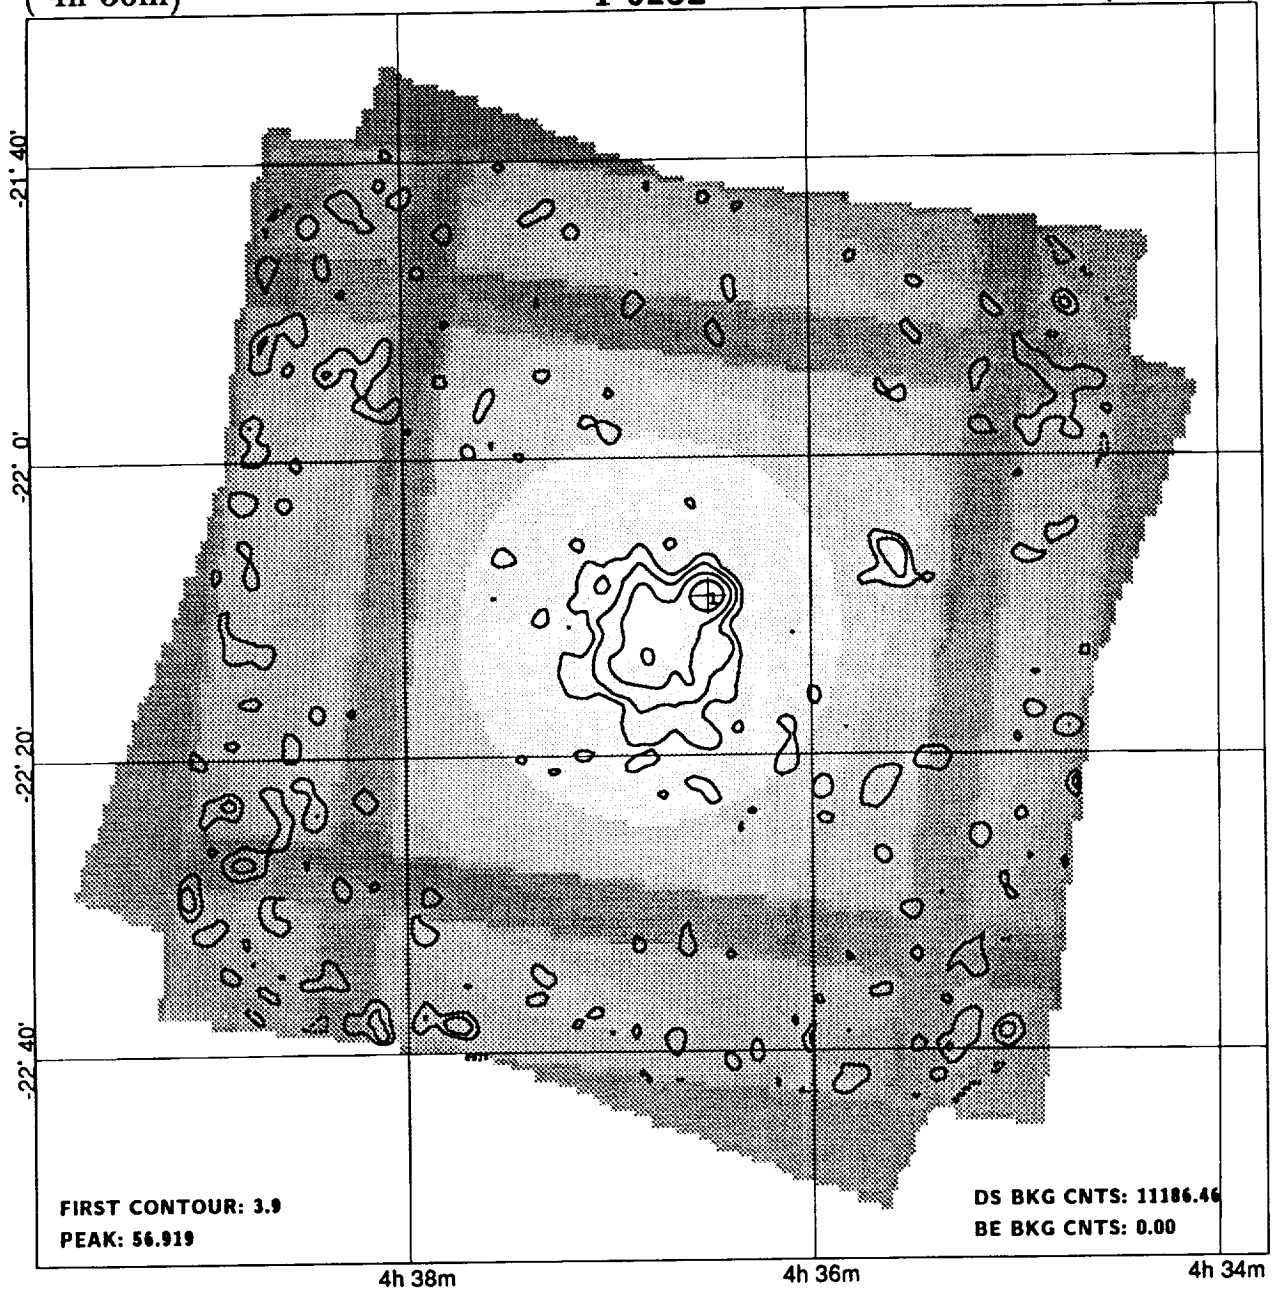 -21° 40'
-22° 0'
-22° 20'
-22° 40'
1
FIRST CONTOUR: 3.9
PEAK: 56.919
DS BKG CNTS: 11186.46
BE BKG CNTS: 0.00
4h 38m
4h 36m
4h 34m